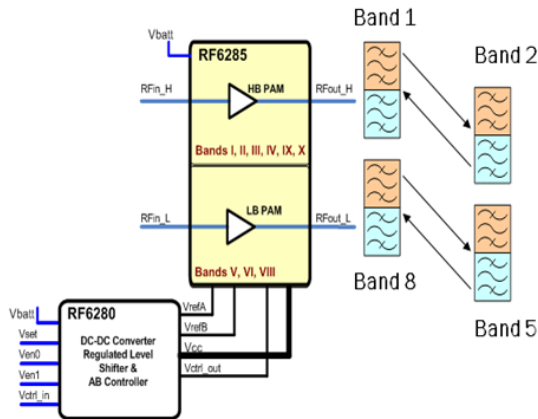 Band 1
Vbatt
RF6285
Band 2
RFin_H
HB PAM
RFout_H
Bands I, II, III, IV, IX, X
RFin_L
LB PAM
RFout_L
Bands V, VI, VIII
Band 8
Band 5
Vbatt
RF6280
VrefA
Vset
DC-DC Converter
Regulated Level
Shifter &
AB Controller
VrefB
Ven0
Vcc
Ven1
Vctrl_out
Vctrl_in